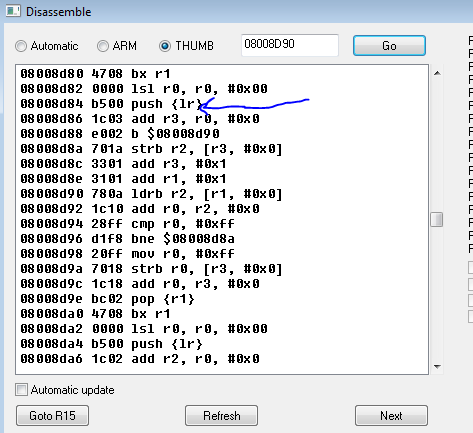 Disassemble
Automatic ARM THUMB 08008D90 Go
08008d80 4708 bx r1
08008d82 0000 lsl r0, r0, #0x00
08008d84 b500 push {lr}
08008d86 1c03 add r3, r0, #0x0
08008d88 e002 b $08008d90
08008d8a 701a strb r2, [r3, #0x0]
08008d8c 3301 add r3, #0x1
08008d8e 3101 add r1, #0x1
08008d90 780a ldrb r2, [r1, #0x0]
08008d92 1c10 add r0, r2, #0x0
08008d94 28ff cmp r0, #0xff
08008d96 d1f8 bne $08008d8a
08008d98 20ff mov r0, #0xff
08008d9a 7018 strb r0, [r3, #0x0]
08008d9c 1c18 add r0, r3, #0x0
08008d9e bc02 pop {r1}
08008da0 4708 bx r1
08008da2 0000 lsl r0, r0, #0x00
08008da4 b500 push {lr}
08008da6 1c02 add r2, r0, #0x0
Automatic update
Goto R15 Refresh Next